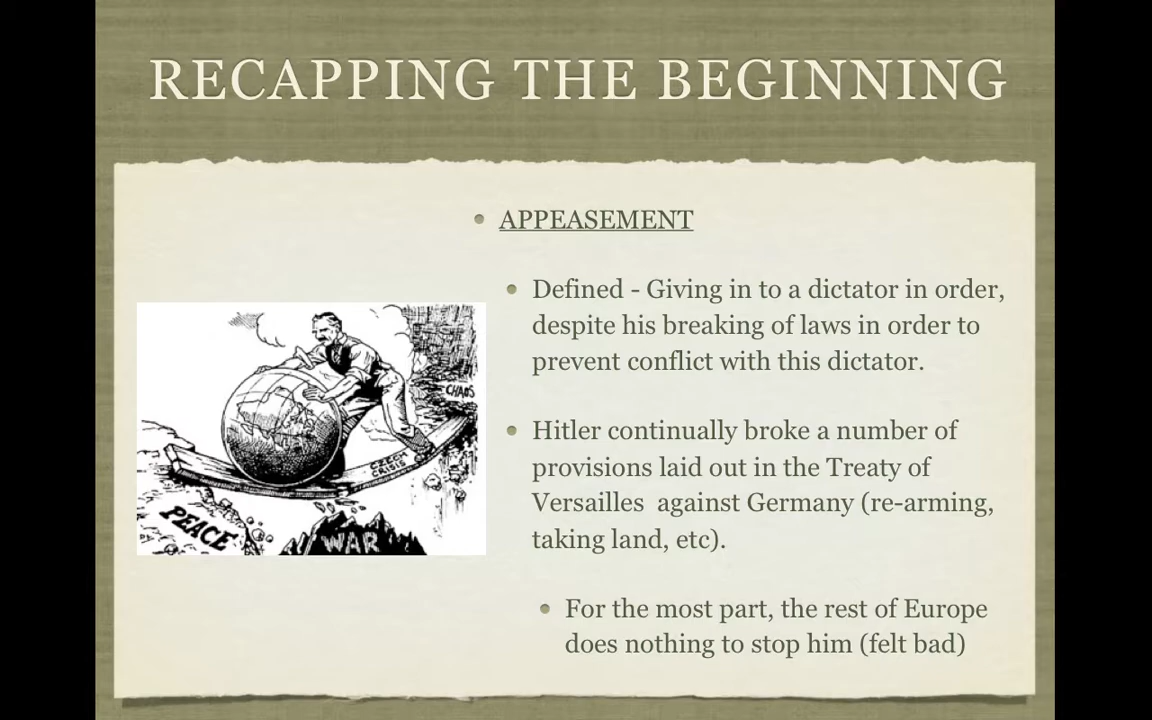 RECAPPING THE BEGINNING
APPEASEMENT
Defined - Giving in to a dictator in order,
despite his breaking of laws in order to
prevent conflict with this dictator.
Hitler continually broke a number of
provisions laid out in the Treaty of
Versailles  against Germany (re-arming,
taking land, etc).
For the most part, the rest of Europe
does nothing to stop him (felt bad)
CHAOS
CZECH
CRISIS
PEACE
WAR